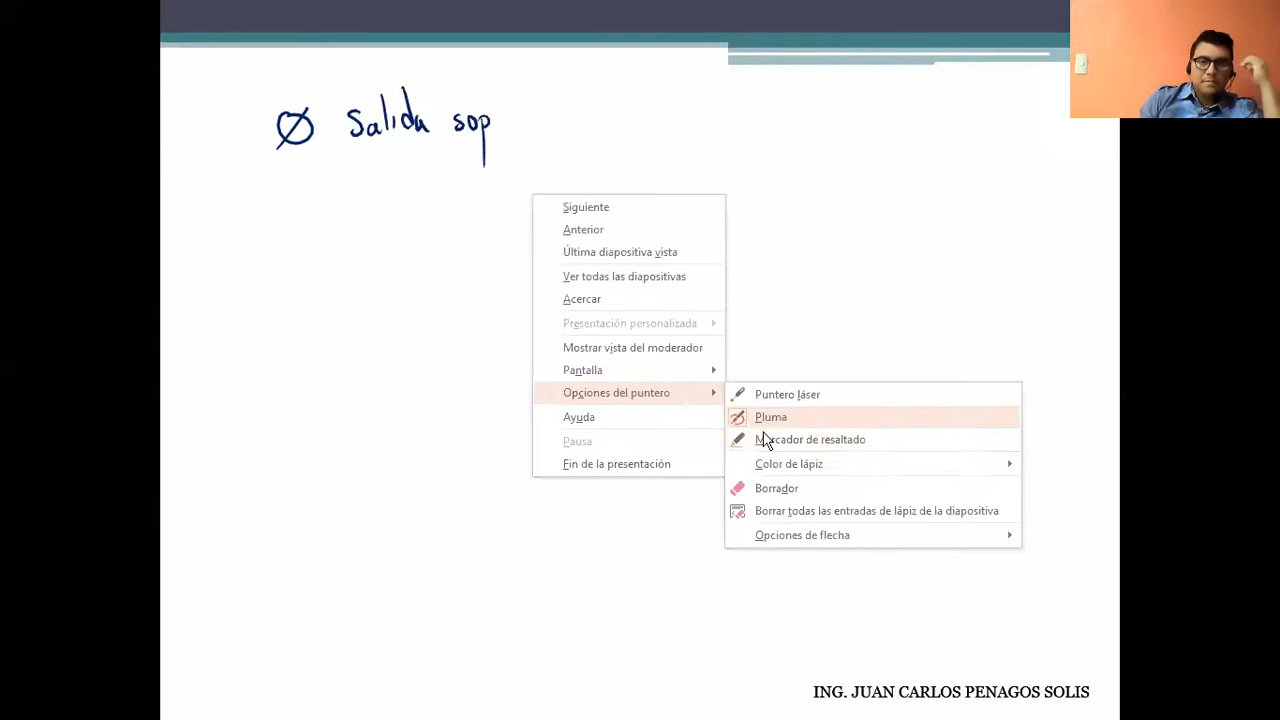 Ø Salida sop
Siguiente
Anterior
Última diapositiva vista
Ver todas las diapositivas
Acercar
Presentación personalizada
Mostrar vista del moderador
Pantalla
Opciones del puntero
Ayuda
Pausa
Fin de la presentación
Puntero láser
Pluma
Marcador de resaltado
Color de lápiz
Borrador
Borrar todas las entradas de lápiz de la diapositiva
Opciones de flecha
ING. JUAN CARLOS PENAGOS SOLIS